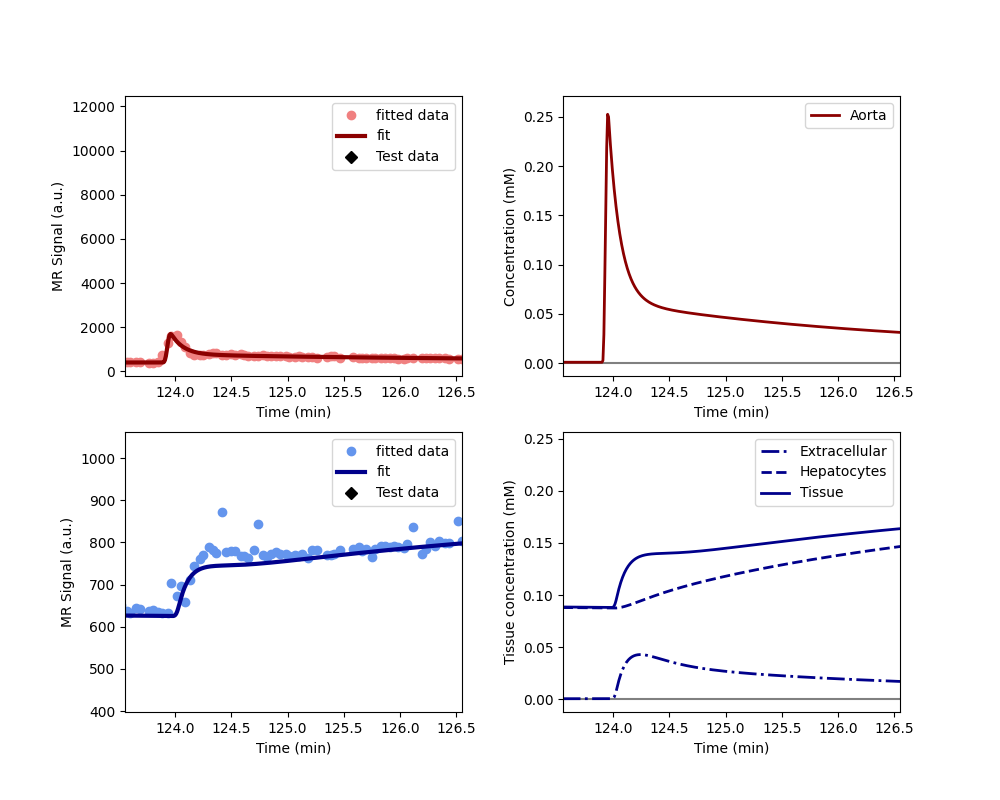 12000
10000
8000
6000
4000
2000
0
MR Signal (a.u.)
fitted data
fit
Test data
124.0 124.5 125.0 125.5 126.0 126.5
Time (min)
0.25
0.20
0.15
0.10
0.05
0.00
Concentration (mM)
Aorta
124.0 124.5 125.0 125.5 126.0 126.5
Time (min)
1000
900
800
700
600
500
400
MR Signal (a.u.)
fitted data
fit
Test data
124.0 124.5 125.0 125.5 126.0 126.5
Time (min)
0.25
0.20
0.15
0.10
0.05
0.00
Tissue concentration (mM)
Extracellular
Hepatocytes
Tissue
124.0 124.5 125.0 125.5 126.0 126.5
Time (min)